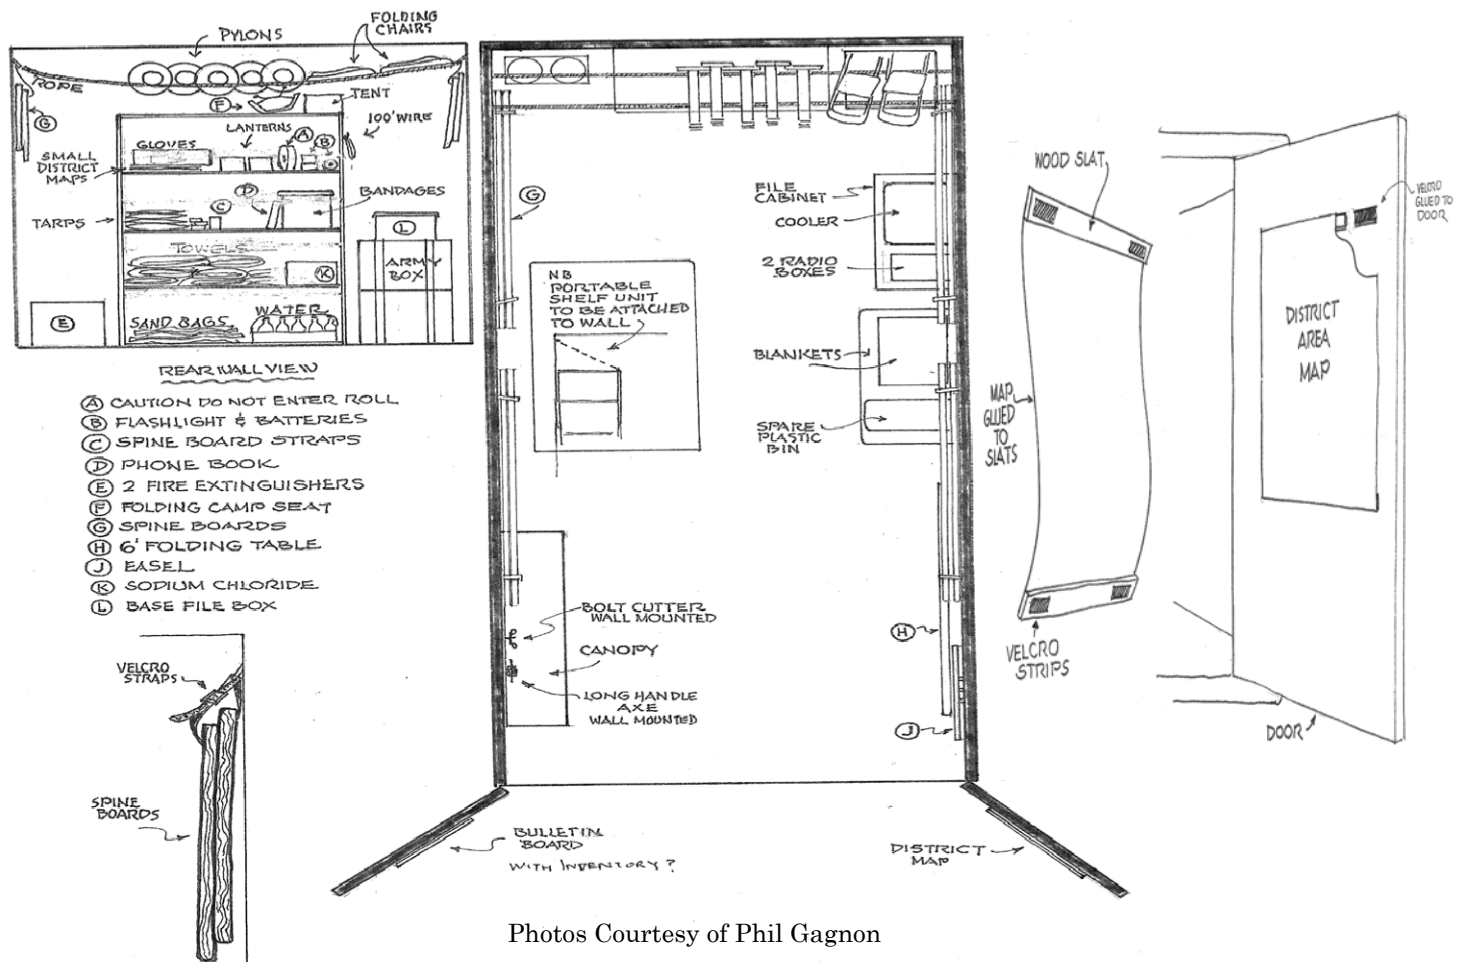 PYLONS
FOLDING
CHAIRS
ROPE
F
TENT
G
100' WIRE
LANTERNS
A
B
GLOVES
SMALL
DISTRICT
MAPS
D
BANDAGES
C
TARPS
L
TOWELS
ARMY
BOX
K
E
SAND BAGS
WATER
REAR WALL VIEW
A CAUTION DO NOT ENTER ROLL
B FLASHLIGHT & BATTERIES
C SPINE BOARD STRAPS
D PHONE BOOK
E 2 FIRE EXTINGUISHERS
F FOLDING CAMP SEAT
G SPINE BOARDS
H 6' FOLDING TABLE
J EASEL
K SODIUM CHLORIDE
L BASE FILE BOX
VELCRO
STRAPS
SPINE
BOARDS
G
FILE
CABINET
COOLER
2 RADIO
BOXES
NB
PORTABLE
SHELF UNIT
TO BE ATTACHED
TO WALL
BLANKETS
SPARE
PLASTIC
BIN
BOLT CUTTER
WALL MOUNTED
CANOPY
LONG HANDLE
AXE
WALL MOUNTED
H
J
BULLETIN
BOARD
WITH INVENTORY?
DISTRICT
MAP
WOOD SLAT
MAP
GLUED
TO
SLATS
VELCRO
STRIPS
VELCRO
GLUED TO
DOOR
DISTRICT
AREA
MAP
DOOR
Photos Courtesy of Phil Gagnon